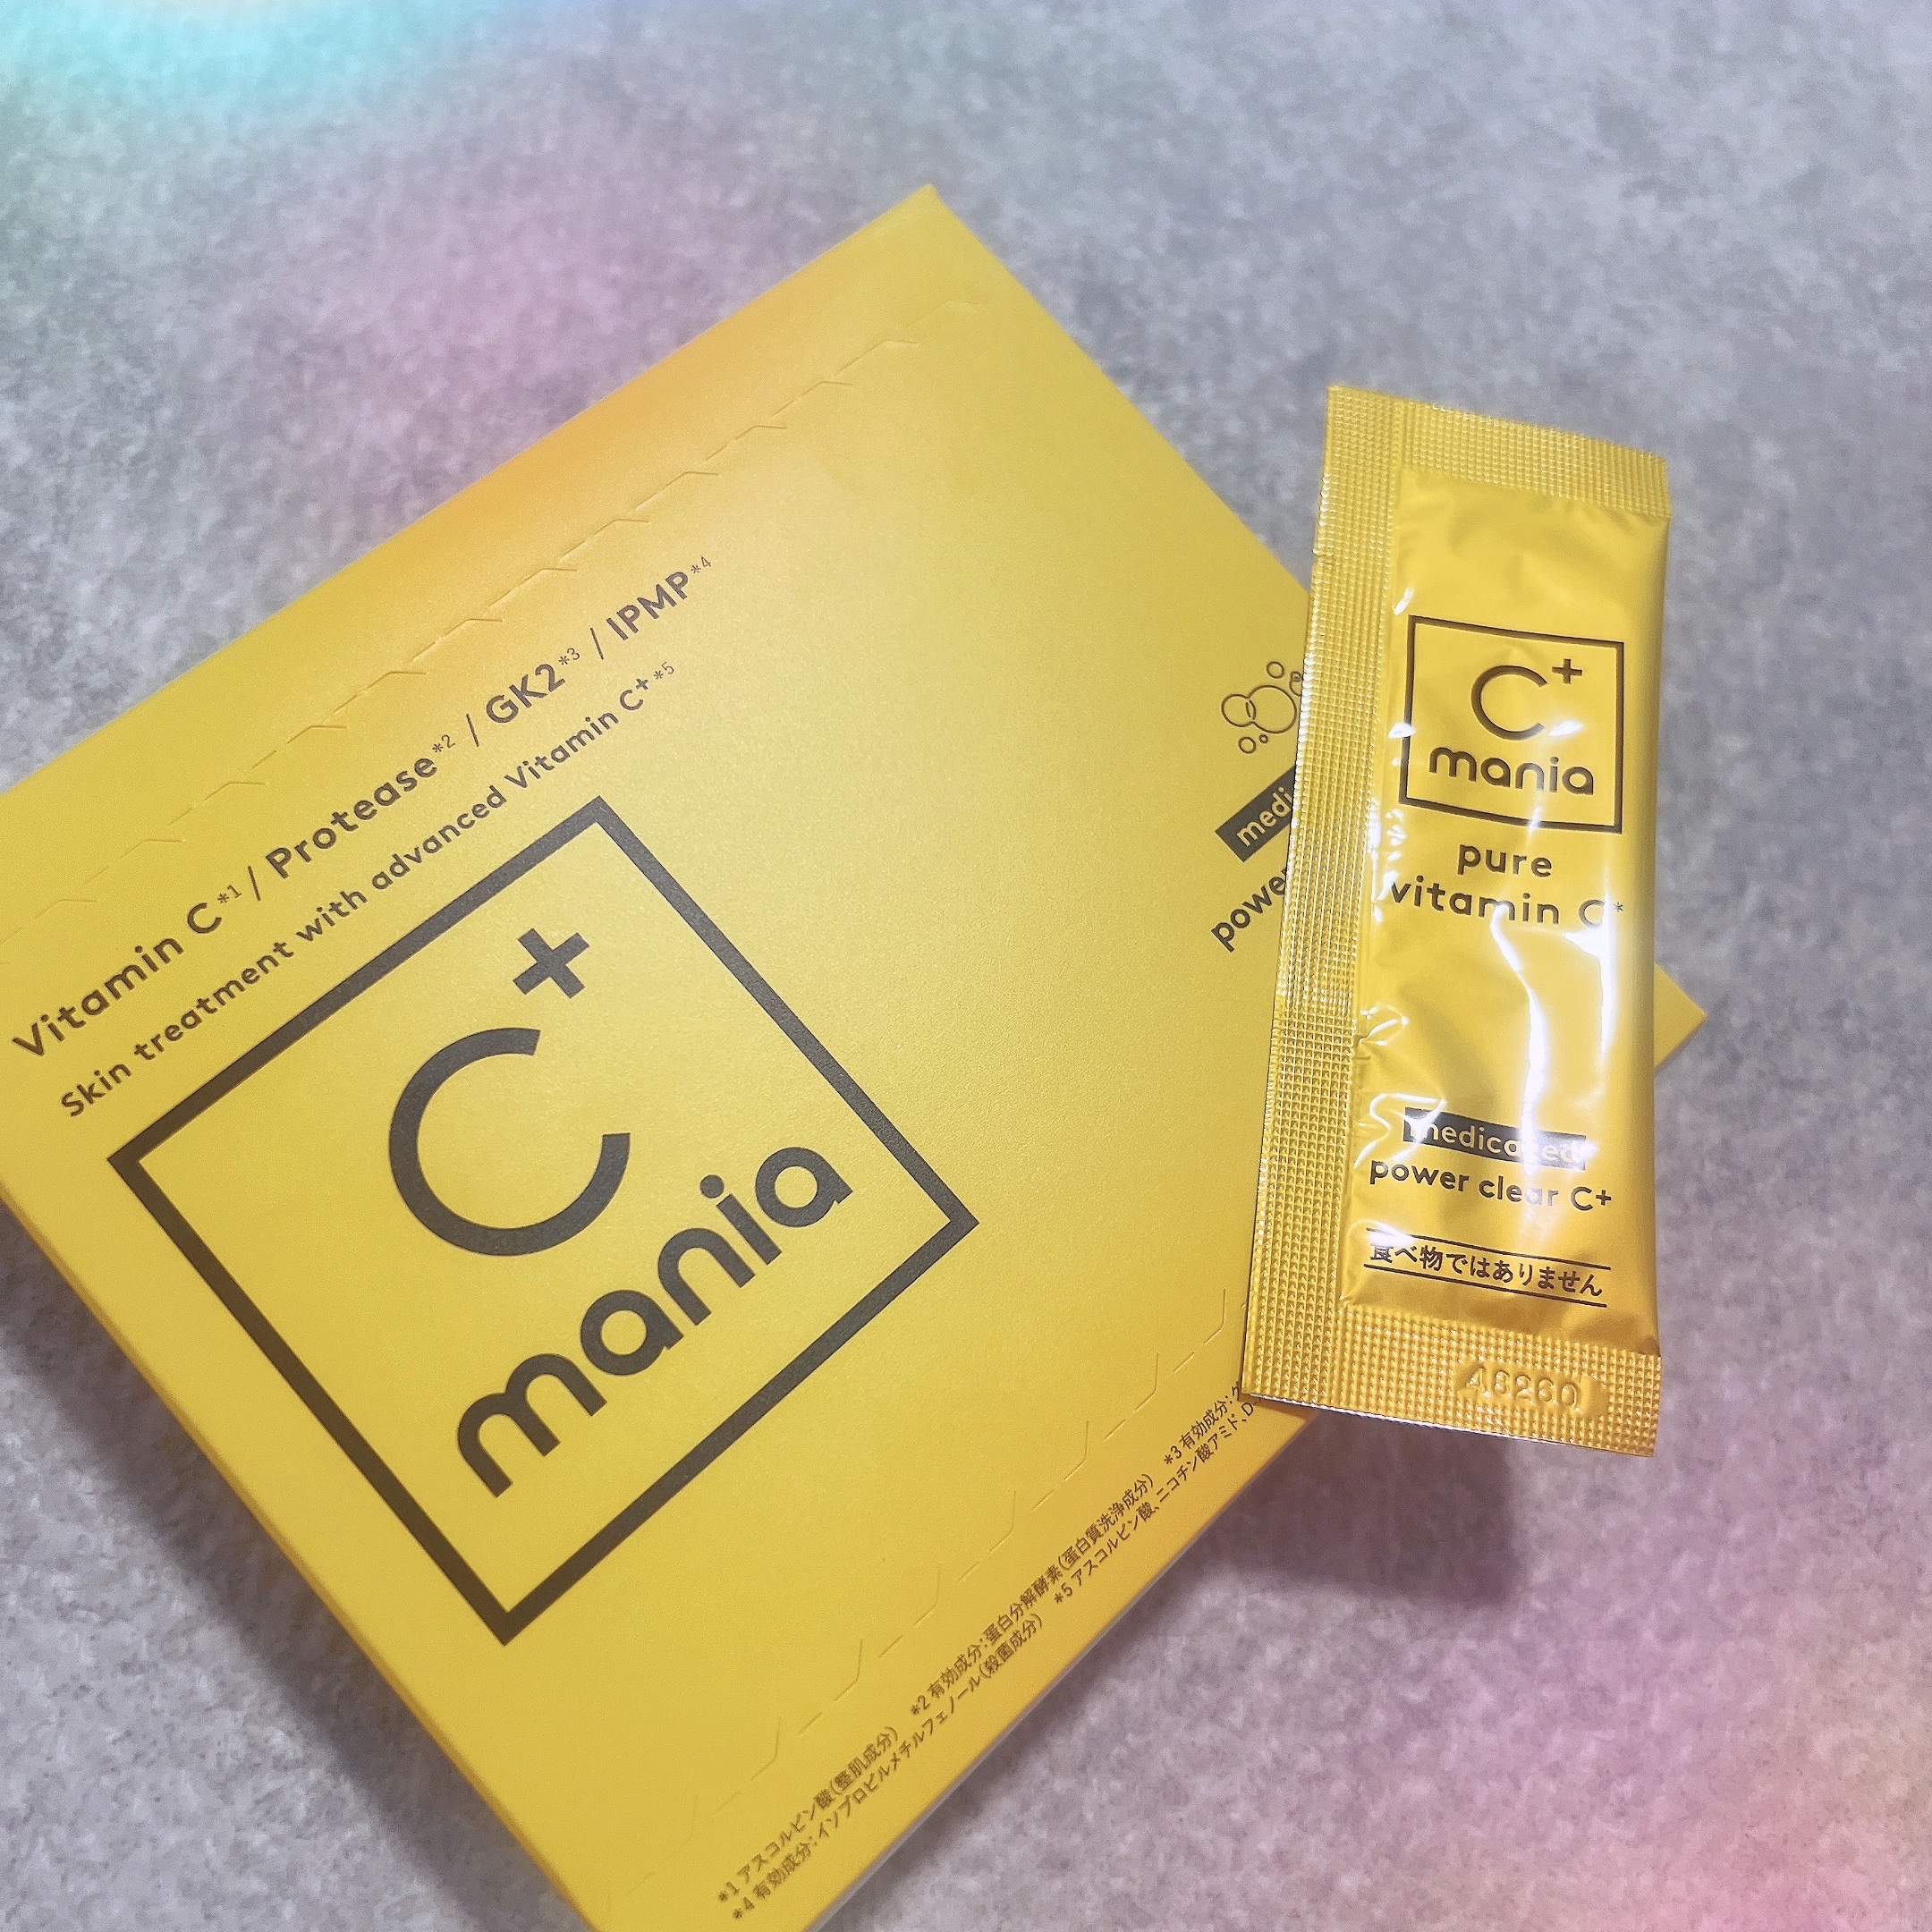 Vitamin C*1 / Protease*2 / GK2*3 / IPMP*4
Skin treatment with advanced Vitamin C+*5
C+
mania
power
*1 アスコルビン酸(整肌成分) *2 有効成分:蛋白分解酵素(蛋白質洗浄成分) *3 有効成分:
*4 有効成分:イソプロピルメチルフェノール(殺菌成分) *5 アスコルビン酸、ニコチン酸アミド、D
C+
mania
pure
vitamin C*
medicated
power clear C+
食べ物ではありません
A8260